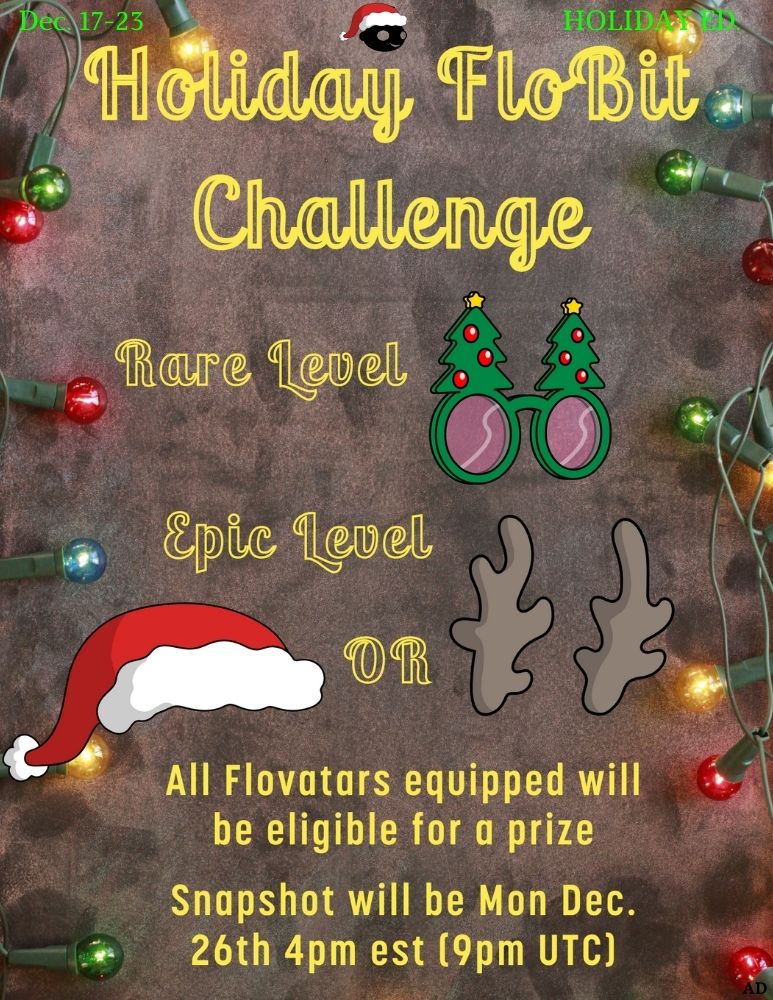 Dec. 17-23
HOLIDAY ED.
Holiday FloBit
Challenge
Rare Level
Epic Level
OR
All Flovatars equipped will
be eligible for a prize
Snapshot will be Mon Dec.
26th 4pm est (9pm UTC)
AD